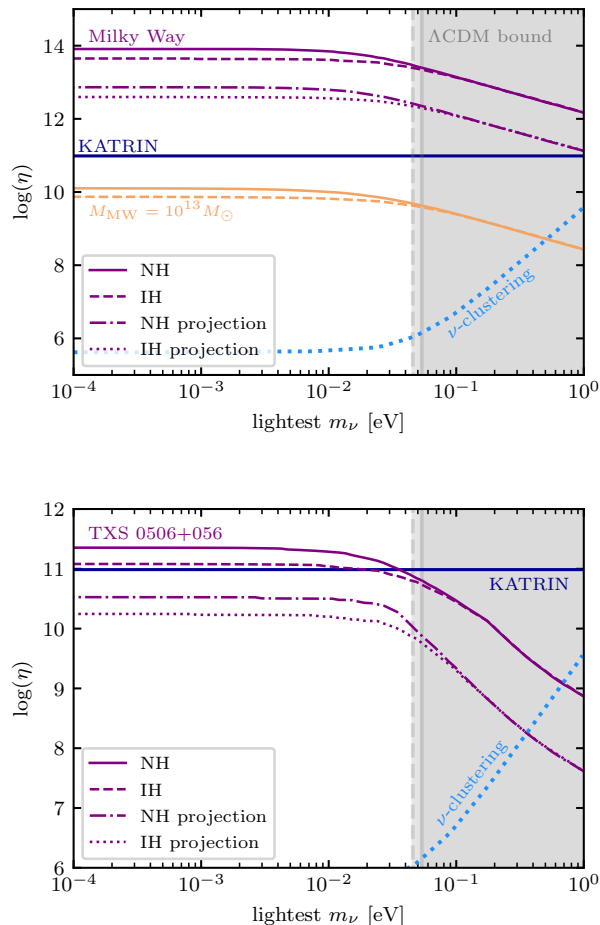 Milky Way
ΛCDM bound
KATRIN
M_MW = 10^13 M_⊙
ν-clustering
NH
IH
NH projection
IH projection
log(η)
14
12
10
8
6
10^−4
10^−3
10^−2
10^−1
10^0
lightest m_ν [eV]
TXS 0506+056
KATRIN
ν-clustering
NH
IH
NH projection
IH projection
log(η)
12
11
10
9
8
7
6
10^−4
10^−3
10^−2
10^−1
10^0
lightest m_ν [eV]